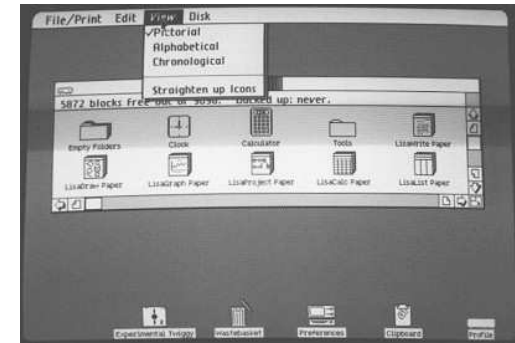 File/Print Edit View Disk
✓Pictorial
Alphabetical
Chronological
Straighten up Icons
5872 blocks free out of 9690. Backed up: never.
Empty Folders Clock Calculator Tools LisaWrite Paper
LisaDraw Paper LisaGraph Paper LisaProject Paper LisaCalc Paper LisaList Paper
Experimental Twiggy Wastebasket Preferences Clipboard Profile